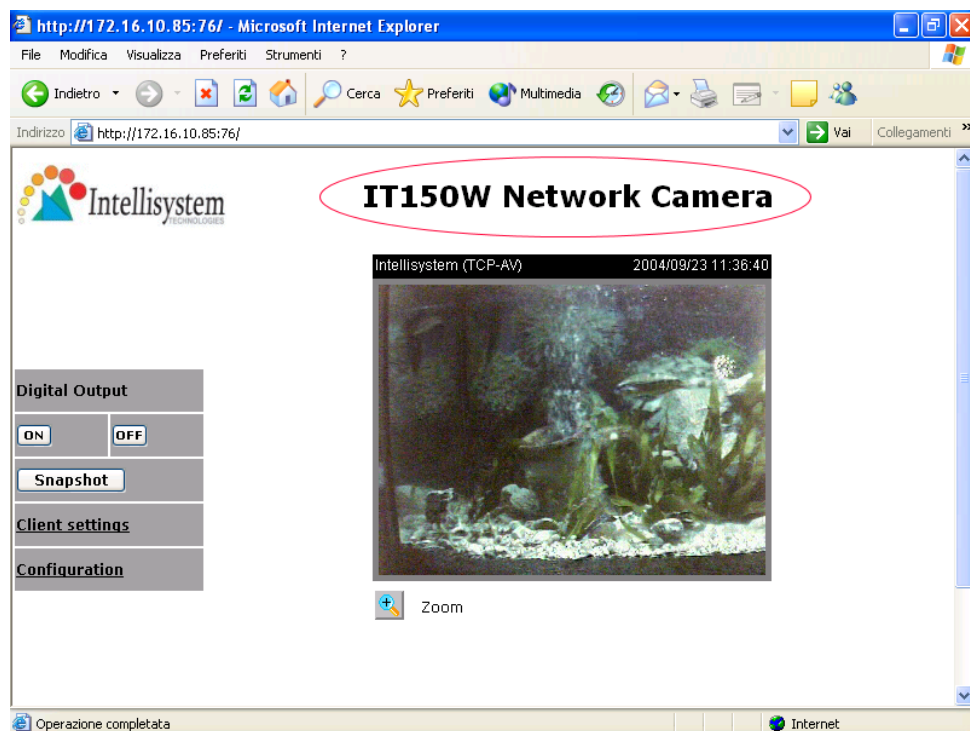 http://172.16.10.85:76/ - Microsoft Internet Explorer
File Modifica Visualizza Preferiti Strumenti ?
Indietro Cerca Preferiti Multimedia
Indirizzo http://172.16.10.85:76/ Vai Collegamenti »
Intellisystem
TECHNOLOGIES
IT150W Network Camera
Intellisystem (TCP-AV) 2004/09/23 11:36:40
Digital Output
ON OFF
Snapshot
Client settings
Configuration
Zoom
Operazione completata Internet